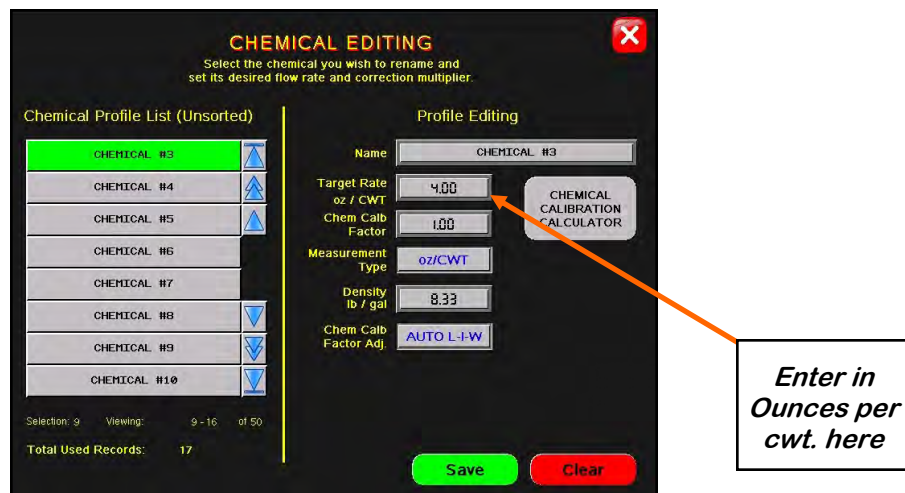 CHEMICAL EDITING
Select the chemical you wish to rename and
set its desired flow rate and correction multiplier.
Chemical Profile List (Unsorted)
CHEMICAL #3
CHEMICAL #4
CHEMICAL #5
CHEMICAL #6
CHEMICAL #7
CHEMICAL #8
CHEMICAL #9
CHEMICAL #10
Selection: 9 Viewing: 9 - 16 of 50
Total Used Records: 17
Profile Editing
Name CHEMICAL #3
Target Rate
oz / CWT
4.00
Chem Calb
Factor
1.00
Measurement
Type
oz/CWT
Density
lb / gal
8.33
Chem Calb
Factor Adj.
AUTO L-I-W
CHEMICAL
CALIBRATION
CALCULATOR
Save
Clear
Enter in
Ounces per
cwt. here